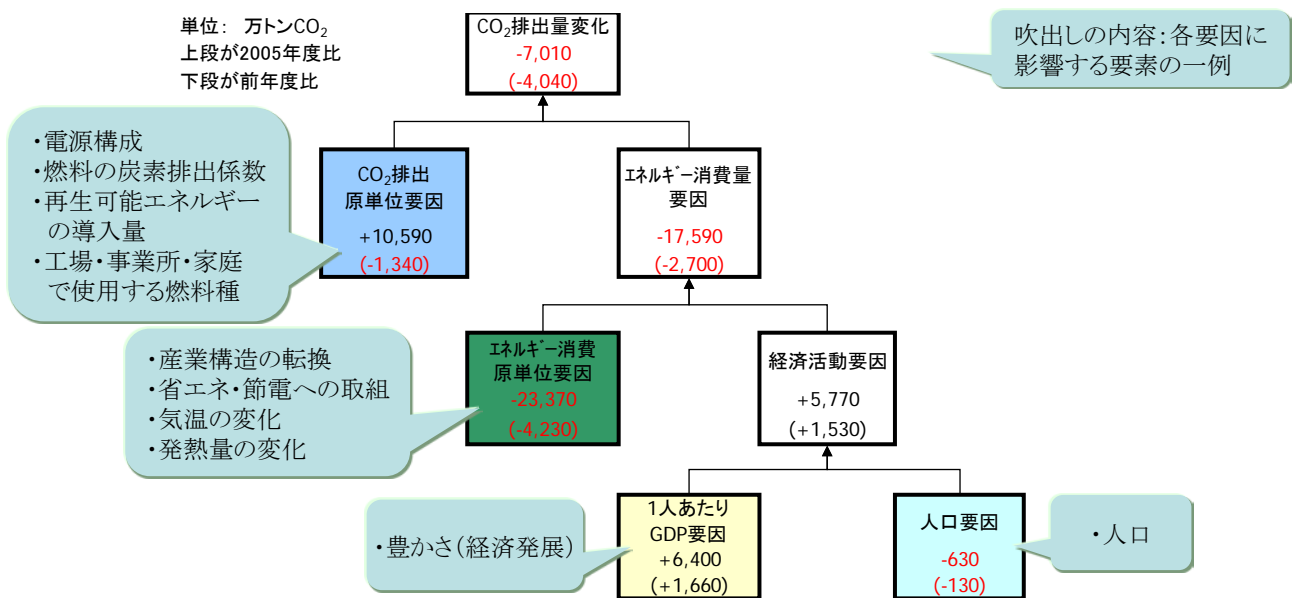 単位： 万トンCO₂
上段が2005年度比
下段が前年度比
CO₂排出量変化
-7,010
(-4,040)
吹出しの内容：各要因に
影響する要素の一例
・電源構成
・燃料の炭素排出係数
・再生可能エネルギー
の導入量
・工場・事業所・家庭
で使用する燃料種
CO₂排出
原単位要因
+10,590
(-1,340)
ｴﾈﾙｷﾞｰ消費量
要因
-17,590
(-2,700)
・産業構造の転換
・省エネ・節電への取組
・気温の変化
・発熱量の変化
ｴﾈﾙｷﾞｰ消費
原単位要因
-23,370
(-4,230)
経済活動要因
+5,770
(+1,530)
・豊かさ（経済発展）
1人あたり
GDP要因
+6,400
(+1,660)
人口要因
-630
(-130)
・人口